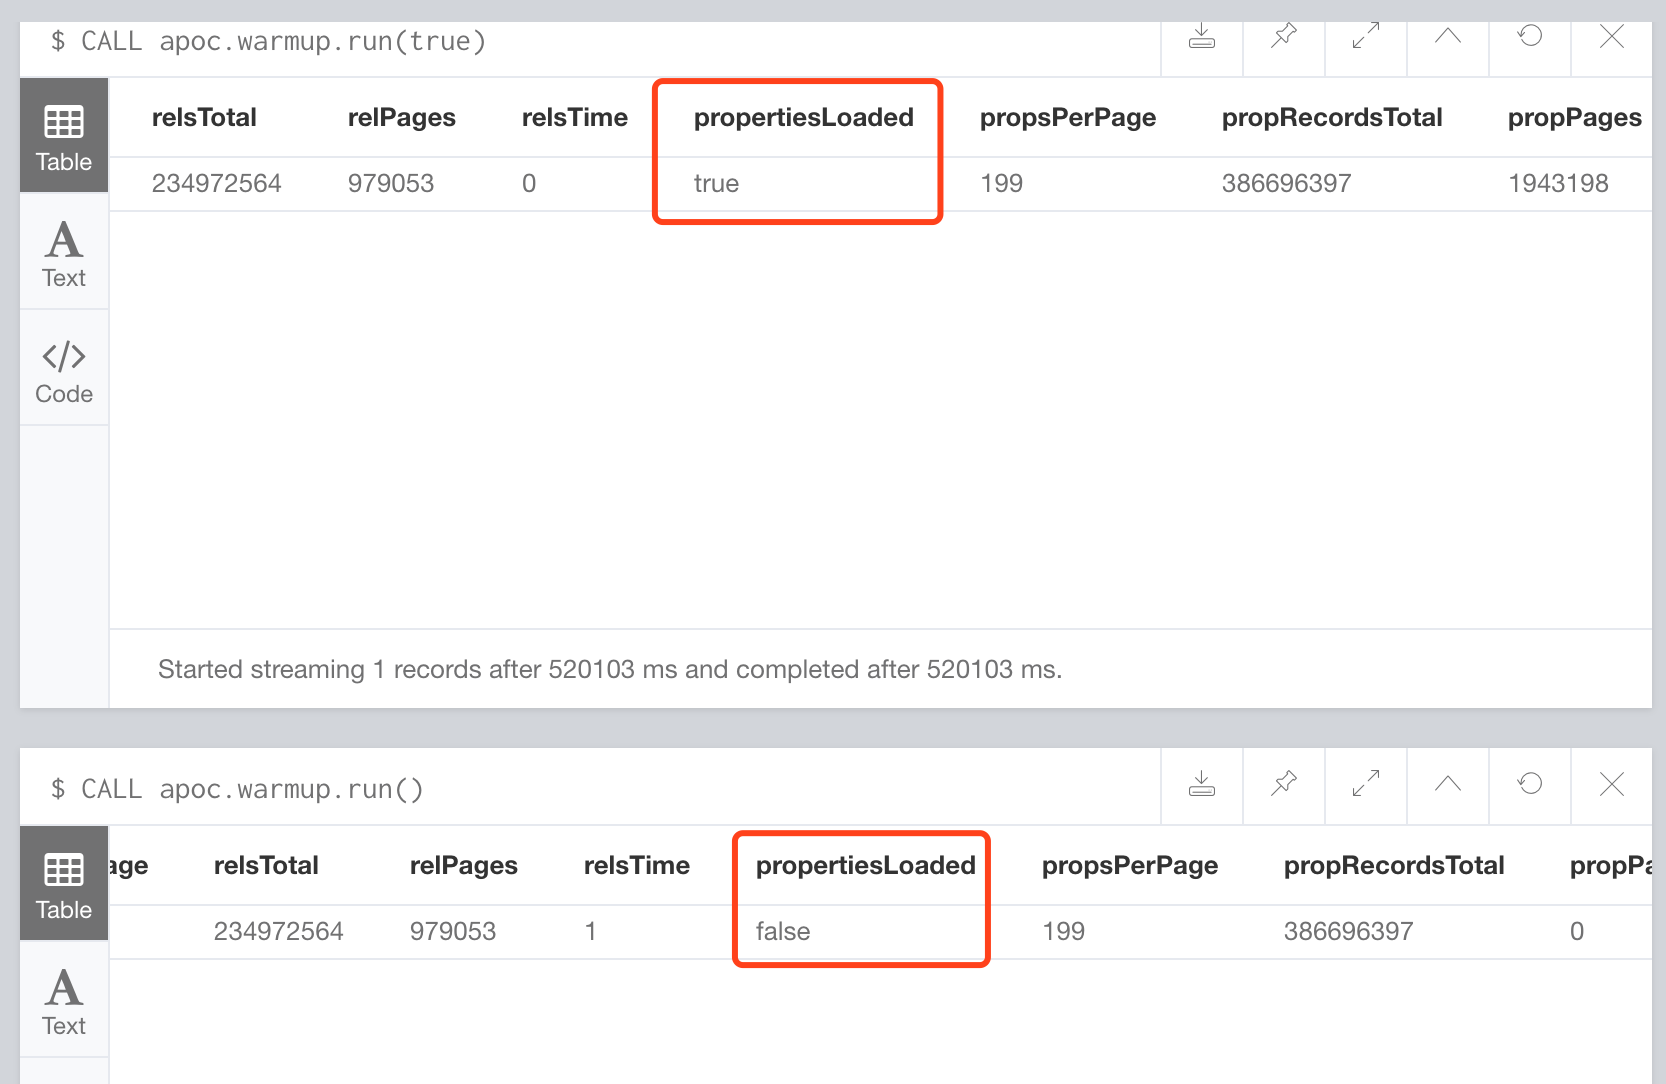 $ CALL apoc.warmup.run(true)
relsTotal relPages relsTime propertiesLoaded propsPerPage propRecordsTotal propPages
Table
234972564 979053 0 true 199 386696397 1943198
A
Text
</>
Code
Started streaming 1 records after 520103 ms and completed after 520103 ms.
$ CALL apoc.warmup.run()
age relsTotal relPages relsTime propertiesLoaded propsPerPage propRecordsTotal propPa
Table
234972564 979053 1 false 199 386696397 0
A
Text